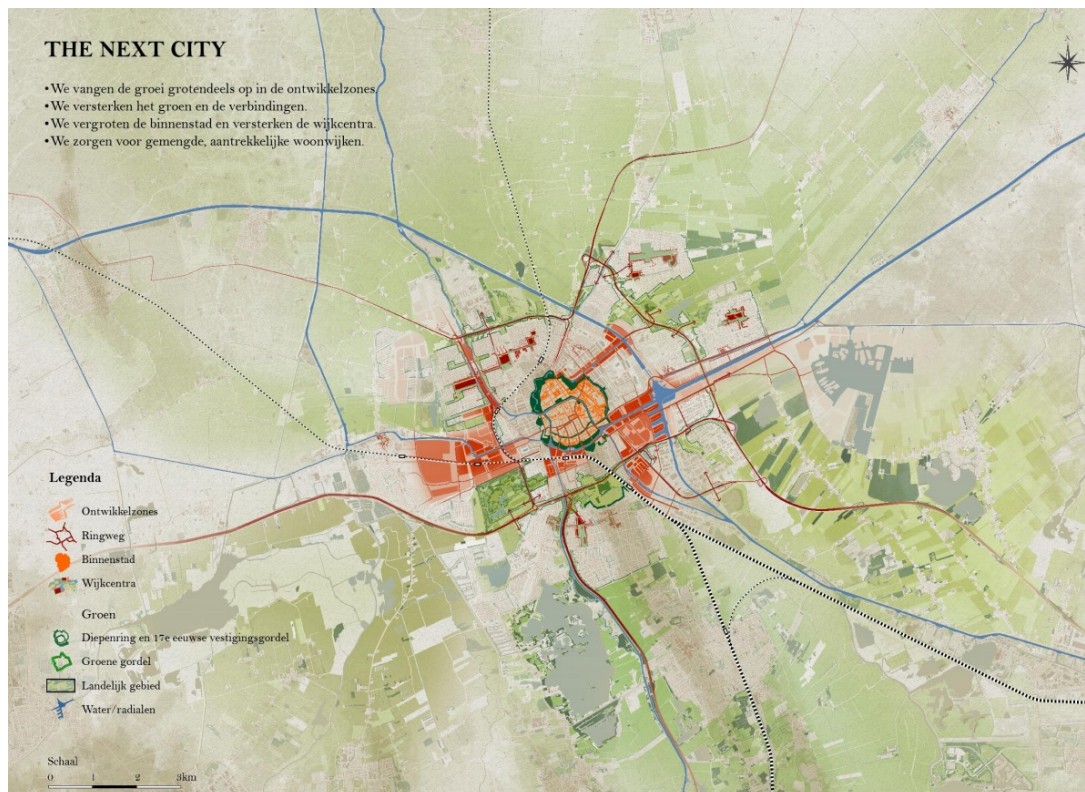 THE NEXT CITY
•We vangen de groei grotendeels op in de ontwikkelzones.
•We versterken het groen en de verbindingen.
•We vergroten de binnenstad en versterken de wijkcentra.
•We zorgen voor gemengde, aantrekkelijke woonwijken.
N
Legenda
Ontwikkelzones
Ringweg
Binnenstad
Wijkcentra
Groen
Diepenring en 17e eeuwse vestigingsgordel
Groene gordel
Landelijk gebied
Water/radialen
Schaal
0 1 2 3km